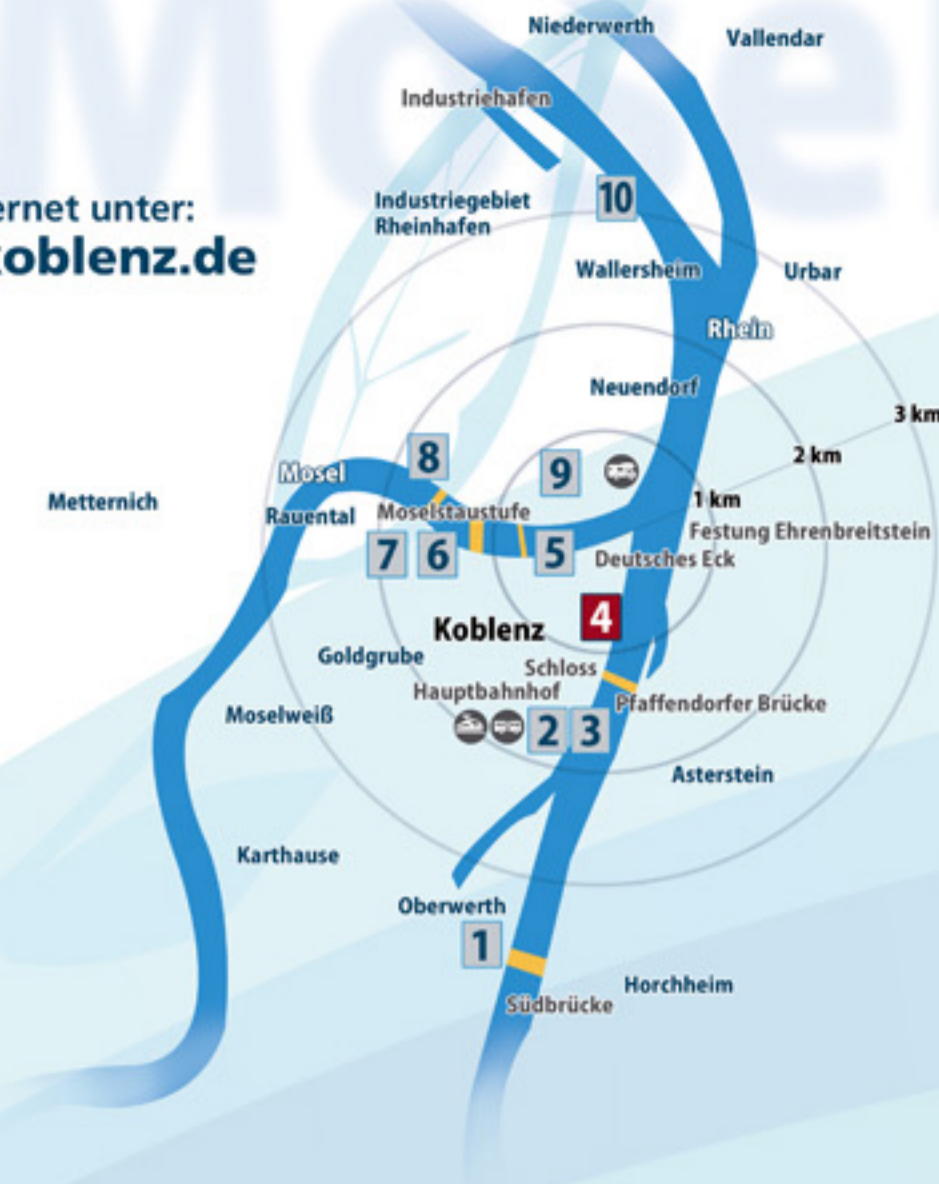 Mosel
Niederwerth
Vallendar
Industriehafen
10
Industriegebiet
Rheinhafen
ernet unter:
koblenz.de
Wallersheim
Urbar
Rhein
Neuendorf
3 km
2 km
8
9
1 km
Mosel
Metternich
Rauental
Moselstaustufe
Festung Ehrenbreitstein
7
6
5
Deutsches Eck
4
Koblenz
Goldgrube
Schloss
Hauptbahnhof
Pfaffendorfer Brücke
Moselweiß
2
3
Asterstein
Karthause
Oberwerth
1
Horchheim
Südbrücke